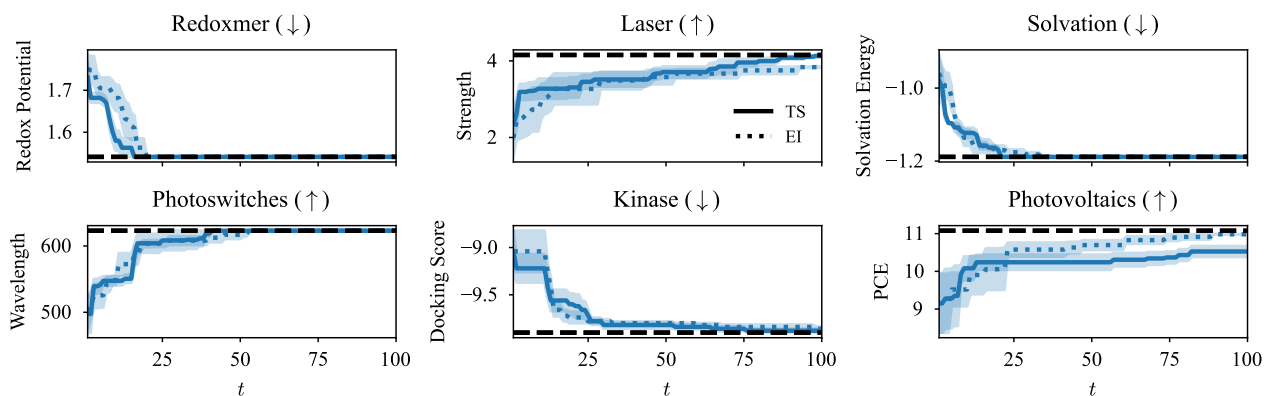 Redoxmer (↓)
Redox Potential
1.7
1.6
Laser (↑)
Strength
4
2
TS
EI
Solvation (↓)
Solvation Energy
−1.0
−1.2
Photoswitches (↑)
Wavelength
600
500
25 50 75 100
t
Kinase (↓)
Docking Score
−9.0
−9.5
25 50 75 100
t
Photovoltaics (↑)
PCE
11
10
9
25 50 75 100
t